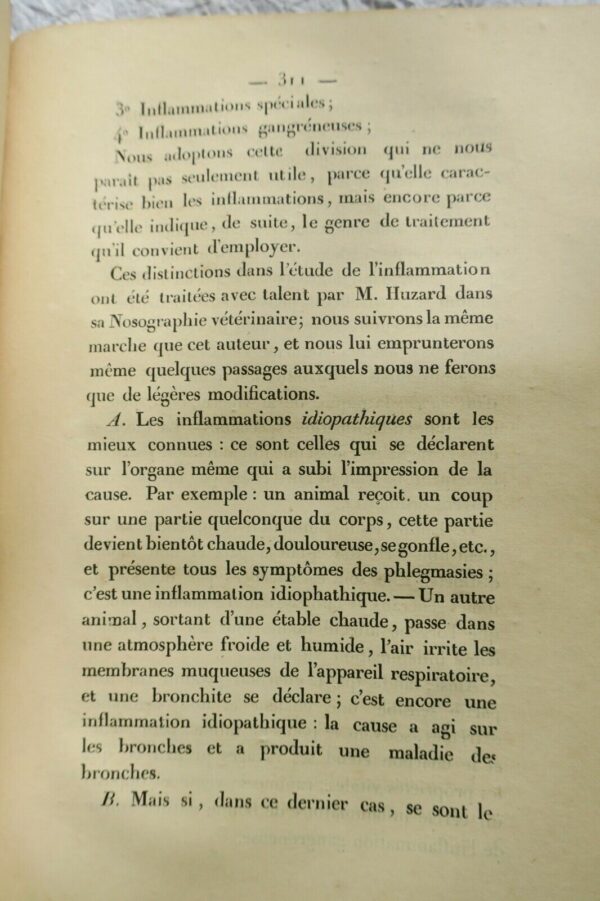 — 311 —
3º Inflammations spéciales ;
4º Inflammations gangréneuses ;
Nous adoptons cette division qui ne nous
paraît pas seulement utile, parce qu'elle carac-
térise bien les inflammations, mais encore parce
qu'elle indique, de suite, le genre de traitement
qu'il convient d'employer.
Ces distinctions dans l'étude de l'inflammation
ont été traitées avec talent par M. Huzard dans
sa Nosographie vétérinaire; nous suivrons la même
marche que cet auteur, et nous lui emprunterons
même quelques passages auxquels nous ne ferons
que de légères modifications.
A. Les inflammations idiopathiques sont les
mieux connues : ce sont celles qui se déclarent
sur l'organe même qui a subi l'impression de la
cause. Par exemple : un animal reçoit. un coup
sur une partie quelconque du corps, cette partie
devient bientôt chaude, douloureuse, se gonfle, etc.,
et présente tous les symptômes des phlegmasies ;
c'est une inflammation idiophathique. — Un autre
animal, sortant d'une étable chaude, passe dans
une atmosphère froide et humide, l'air irrite les
membranes muqueuses de l'appareil respiratoire,
et une bronchite se déclare ; c'est encore une
inflammation idiopathique : la cause a agi sur
les bronches et a produit une maladie des
bronches.
B. Mais si, dans ce dernier cas, se sont le